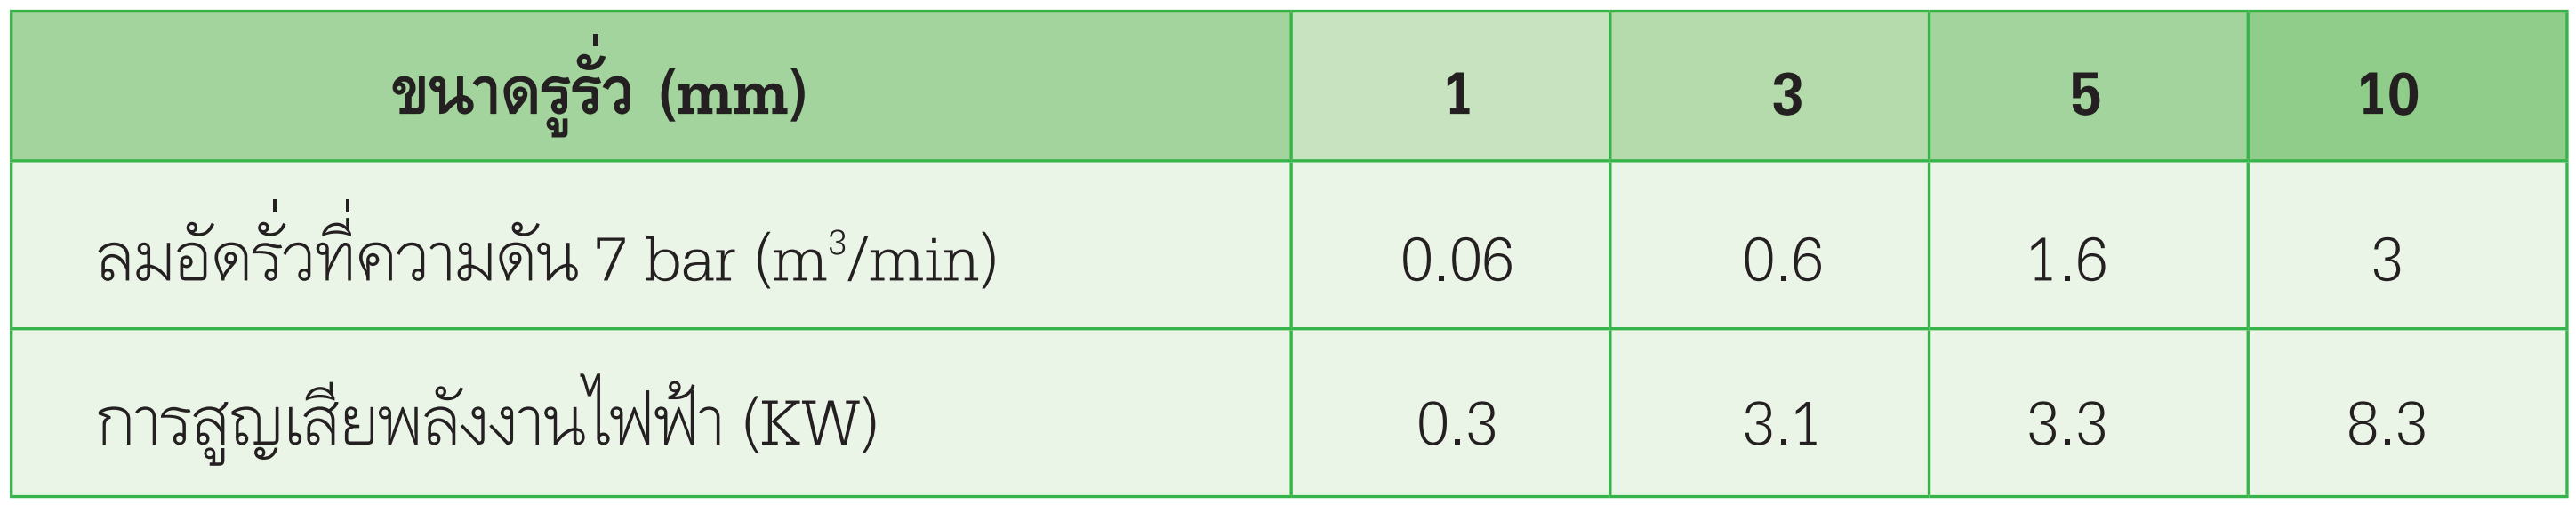 ขนาดรูรั่ว (mm) 1 3 5 10
ลมอัดรั่วที่ความดัน 7 bar (m³/min) 0.06 0.6 1.6 3
การสูญเสียพลังงานไฟฟ้า (KW) 0.3 3.1 3.3 8.3